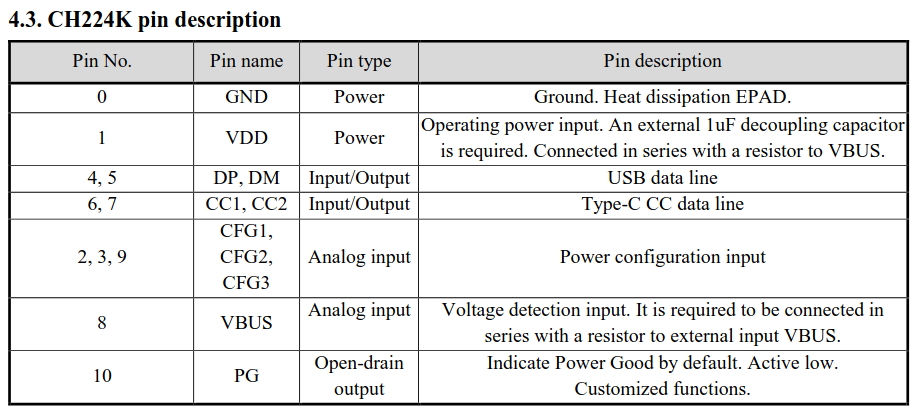 4.3. CH224K pin description
Pin No. Pin name Pin type Pin description
0 GND Power Ground. Heat dissipation EPAD.
1 VDD Power Operating power input. An external 1uF decoupling capacitor
is required. Connected in series with a resistor to VBUS.
4, 5 DP, DM Input/Output USB data line
6, 7 CC1, CC2 Input/Output Type-C CC data line
2, 3, 9 CFG1,
CFG2,
CFG3 Analog input Power configuration input
8 VBUS Analog input Voltage detection input. It is required to be connected in
series with a resistor to external input VBUS.
10 PG Open-drain
output Indicate Power Good by default. Active low.
Customized functions.